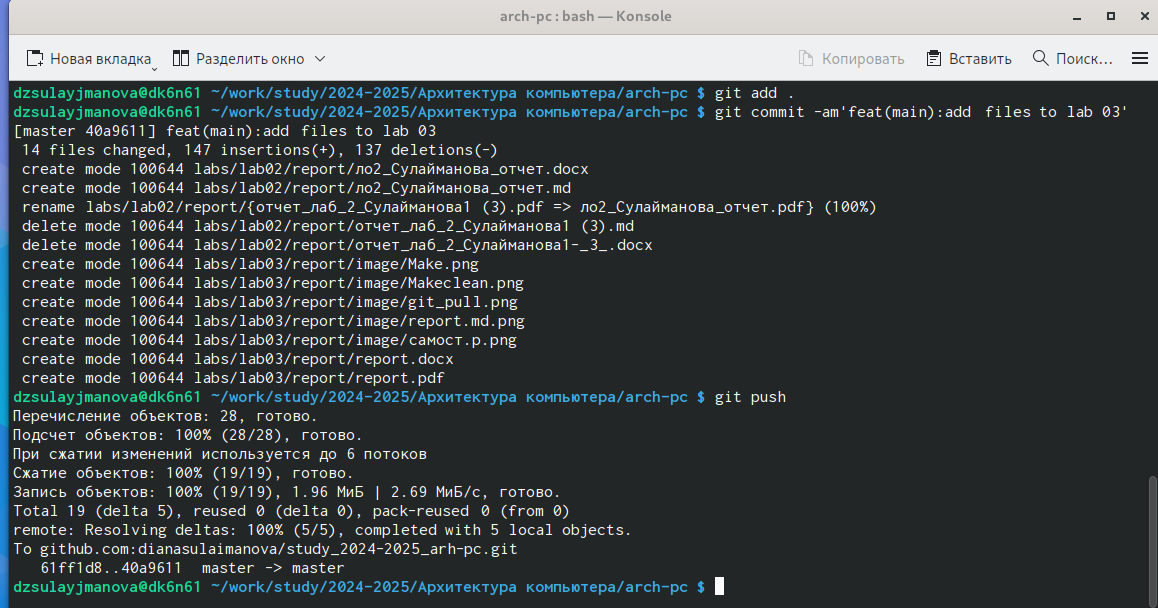 arch-pc : bash — Konsole
Новая вкладка Разделить окно Копировать Вставить Поиск...
dzsulayjmanova@dk6n61 ~/work/study/2024-2025/Архитектура компьютера/arch-pc $ git add .
dzsulayjmanova@dk6n61 ~/work/study/2024-2025/Архитектура компьютера/arch-pc $ git commit -am'feat(main):add files to lab 03'
[master 40a9611] feat(main):add files to lab 03
14 files changed, 147 insertions(+), 137 deletions(-)
create mode 100644 labs/lab02/report/ло2_Сулайманова_отчет.docx
create mode 100644 labs/lab02/report/ло2_Сулайманова_отчет.md
rename labs/lab02/report/{отчет_лаб_2_Сулайманова1 (3).pdf => ло2_Сулайманова_отчет.pdf} (100%)
delete mode 100644 labs/lab02/report/отчет_лаб_2_Сулайманова1 (3).md
delete mode 100644 labs/lab02/report/отчет_лаб_2_Сулайманова1-_3_.docx
create mode 100644 labs/lab03/report/image/Make.png
create mode 100644 labs/lab03/report/image/Makeclean.png
create mode 100644 labs/lab03/report/image/git_pull.png
create mode 100644 labs/lab03/report/image/report.md.png
create mode 100644 labs/lab03/report/image/самост.р.png
create mode 100644 labs/lab03/report/report.docx
create mode 100644 labs/lab03/report/report.pdf
dzsulayjmanova@dk6n61 ~/work/study/2024-2025/Архитектура компьютера/arch-pc $ git push
Перечисление объектов: 28, готово.
Подсчет объектов: 100% (28/28), готово.
При сжатии изменений используется до 6 потоков
Сжатие объектов: 100% (19/19), готово.
Запись объектов: 100% (19/19), 1.96 МиБ | 2.69 МиБ/с, готово.
Total 19 (delta 5), reused 0 (delta 0), pack-reused 0 (from 0)
remote: Resolving deltas: 100% (5/5), completed with 5 local objects.
To github.com:dianasulaimanova/study_2024-2025_arh-pc.git
61ff1d8..40a9611 master -> master
dzsulayjmanova@dk6n61 ~/work/study/2024-2025/Архитектура компьютера/arch-pc $